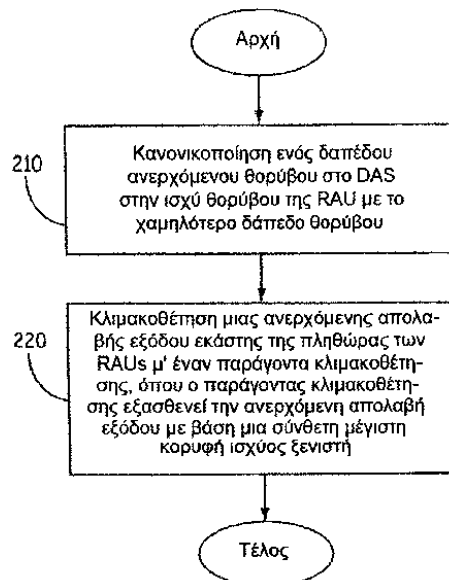 Αρχή
210
Κανονικοποίηση ενός δαπέδου
ανερχόμενου θορύβου στο DAS
στην ισχύ θορύβου της RAU με το
χαμηλότερο δάπεδο θορύβου
220
Κλιμακοθέτηση μιας ανερχόμενης απολα-
βής εξόδου εκάστης της πληθώρας των
RAUs μ' έναν παράγοντα κλιμακοθέτη-
σης, όπου ο παράγοντας κλιμακοθέτη-
σης εξασθενεί την ανερχόμενη απολαβή
εξόδου με βάση μια σύνθετη μέγιστη
κορυφή ισχύος ξενιστή
Τέλος